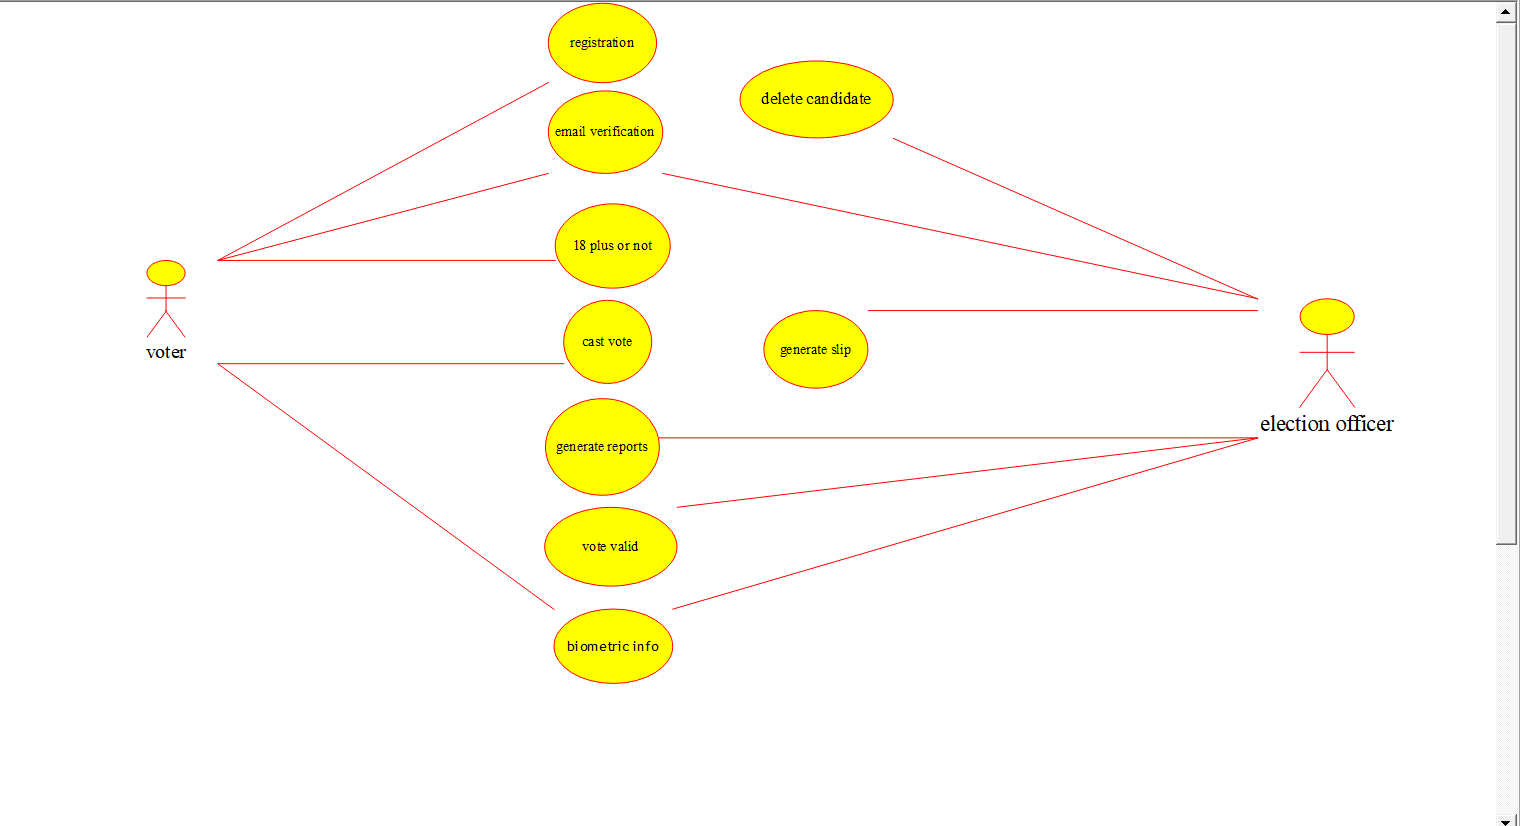 registration
delete candidate
email verification
18 plus or not
cast vote
generate slip
voter
election officer
generate reports
vote valid
biometric info